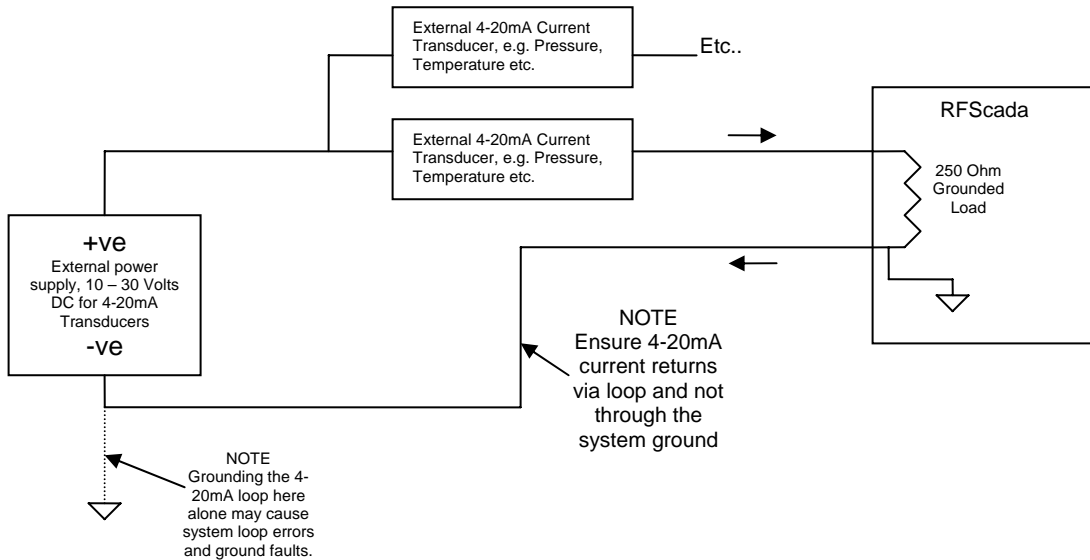 External 4-20mA Current
Transducer, e.g. Pressure,
Temperature etc.
Etc..
RFScada
External 4-20mA Current
Transducer, e.g. Pressure,
Temperature etc.
250 Ohm
Grounded
Load
+ve
External power
supply, 10 – 30 Volts
DC for 4-20mA
Transducers
-ve
NOTE
Ensure 4-20mA
current returns
via loop and not
through the
system ground
NOTE
Grounding the 4-
20mA loop here
alone may cause
system loop errors
and ground faults.